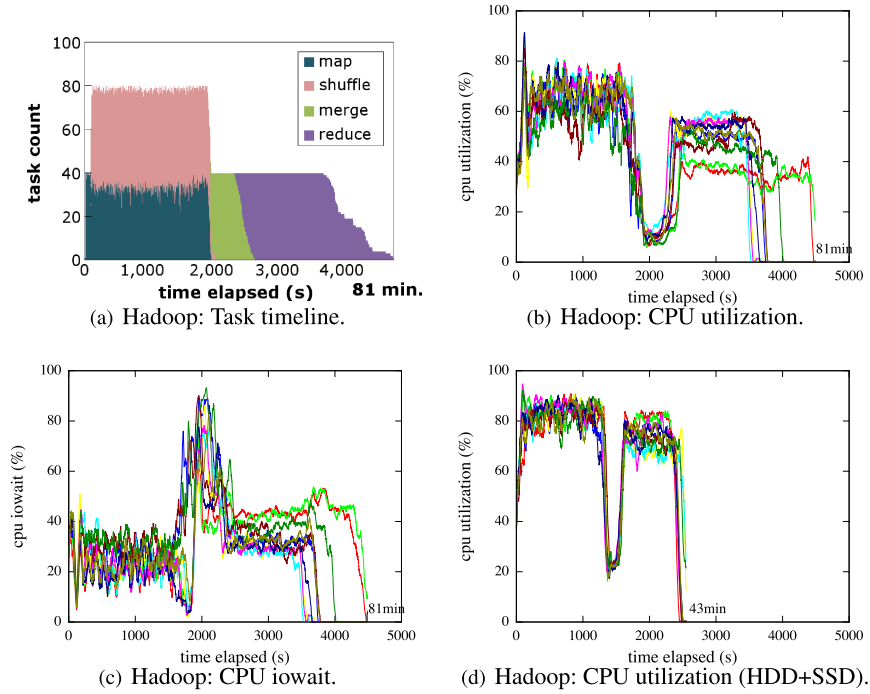 100
80
60
40
20
0
task count
map
shuffle
merge
reduce
0 1,000 2,000 3,000 4,000
time elapsed (s) 81 min.
(a) Hadoop: Task timeline.
100
80
60
40
20
0
cpu utilization (%)
81min
0 1000 2000 3000 4000 5000
time elapsed (s)
(b) Hadoop: CPU utilization.
100
80
60
40
20
0
cpu iowait (%)
81min
0 1000 2000 3000 4000 5000
time elapsed (s)
(c) Hadoop: CPU iowait.
100
80
60
40
20
0
cpu utilization (%)
43min
0 1000 2000 3000 4000 5000
time elapsed (s)
(d) Hadoop: CPU utilization (HDD+SSD).